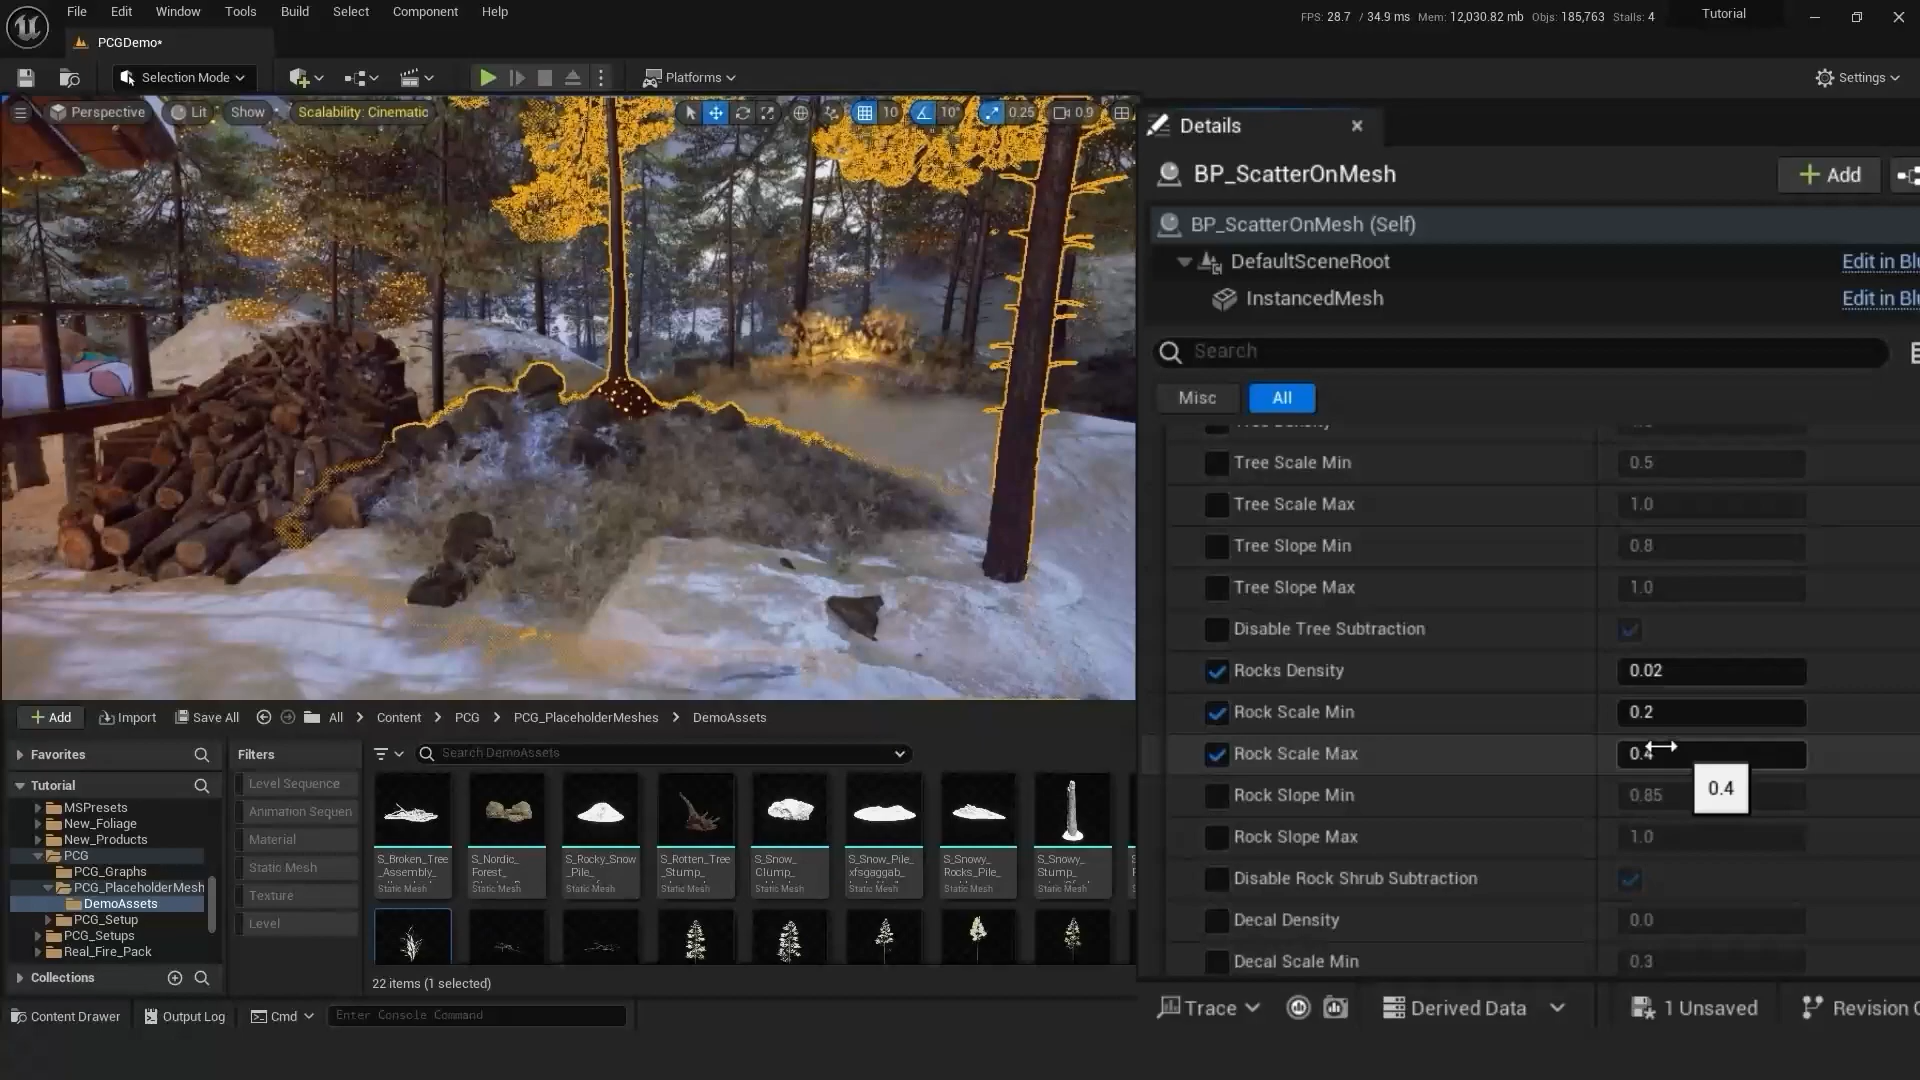 File Edit Window Tools Build Select Component Help
FPS: 28.7 / 34.9 ms Mem: 12,030.82 mb Objs: 185,763 Stalls: 4
Tutorial
PCGDemo*
Selection Mode
Platforms
Settings
Perspective Lit Show Scalability: Cinematic
10 10° 0.25 0.9
Details
BP_ScatterOnMesh
+ Add
BP_ScatterOnMesh (Self)
DefaultSceneRoot
Edit in Blu
InstancedMesh
Edit in Blu
Search
Misc All
Tree Density
Tree Scale Min 0.5
Tree Scale Max 1.0
Tree Slope Min 0.8
Tree Slope Max 1.0
Disable Tree Subtraction
Rocks Density 0.02
Rock Scale Min 0.2
Rock Scale Max 0.4
0.4
Rock Slope Min 0.85
Rock Slope Max 1.0
Disable Rock Shrub Subtraction
Decal Density 0.0
Decal Scale Min 0.3
+ Add Import Save All All > Content > PCG > PCG_PlaceholderMeshes > DemoAssets
Favorites
Tutorial
MSPresets
New_Foliage
New_Products
PCG
PCG_Graphs
PCG_PlaceholderMesh
DemoAssets
PCG_Setup
PCG_Setups
Real_Fire_Pack
Collections
Filters
Level Sequence
Animation Sequen
Material
Static Mesh
Texture
Level
Search DemoAssets
S_Broken_Tree
_Assembly_
Static Mesh
S_Nordic_
Forest_
Static Mesh
S_Rocky_Snow
_Pile_
Static Mesh
S_Rotten_Tree
_Stump_
Static Mesh
S_Snow_
Clump_
Static Mesh
S_Snow_Pile_
xfsgaggab_
Static Mesh
S_Snowy_
Rocks_Pile_
Static Mesh
S_Snowy_
Stump_
Static Mesh
22 items (1 selected)
Content Drawer Output Log Cmd Enter Console Command
Trace Derived Data 1 Unsaved Revision C